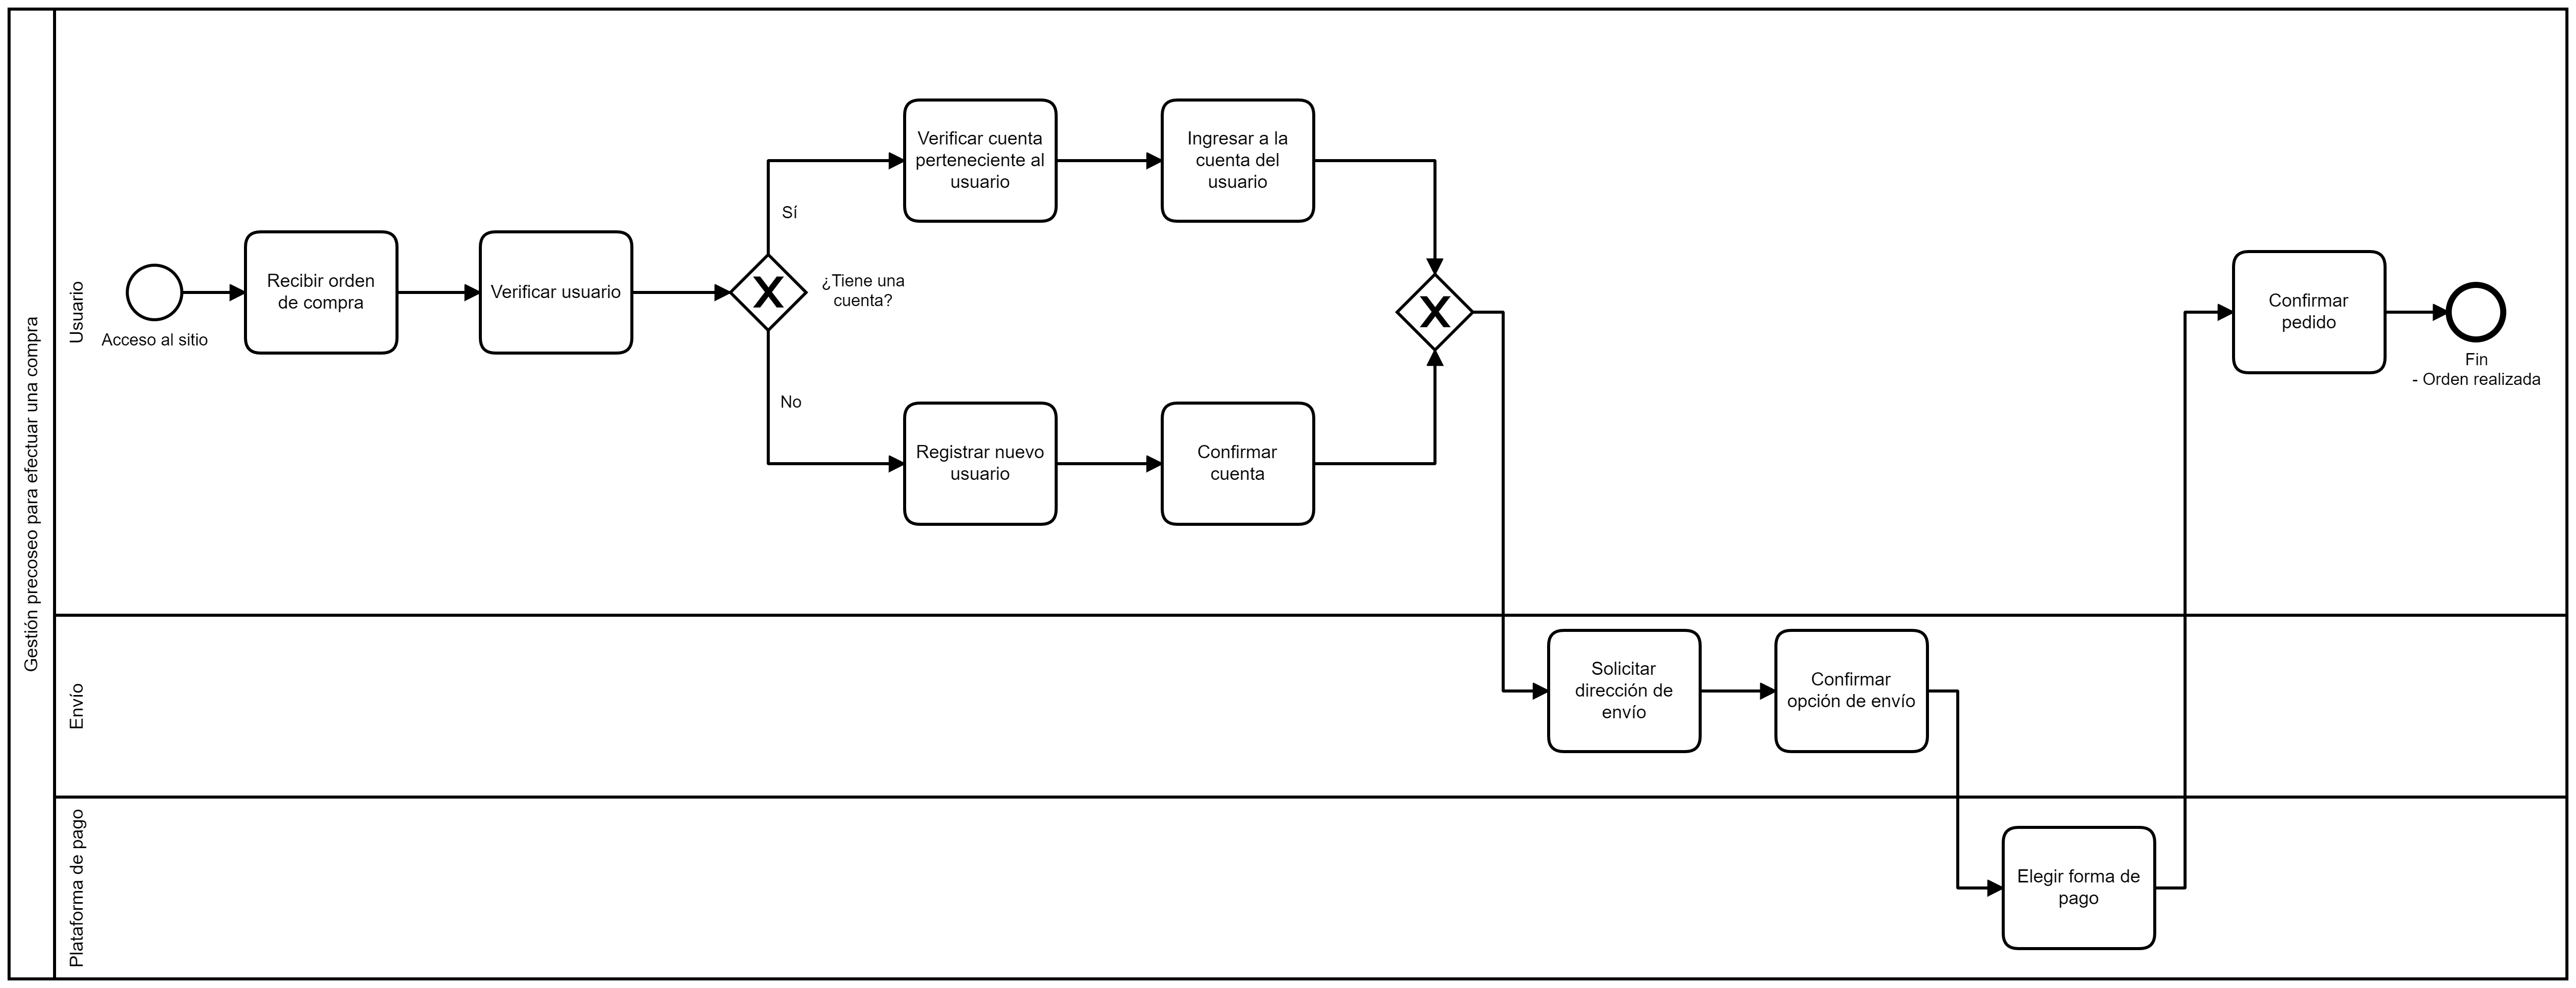 Gestión precoseo para efectuar una compra
Usuario
Acceso al sitio
Recibir orden
de compra
Verificar usuario
Sí
¿Tiene una
cuenta?
No
Verificar cuenta
perteneciente al
usuario
Ingresar a la
cuenta del
usuario
Registrar nuevo
usuario
Confirmar
cuenta
X
X
Confirmar
pedido
Fin
- Orden realizada
Envío
Solicitar
dirección de
envío
Confirmar
opción de envío
Plataforma de pago
Elegir forma de
pago